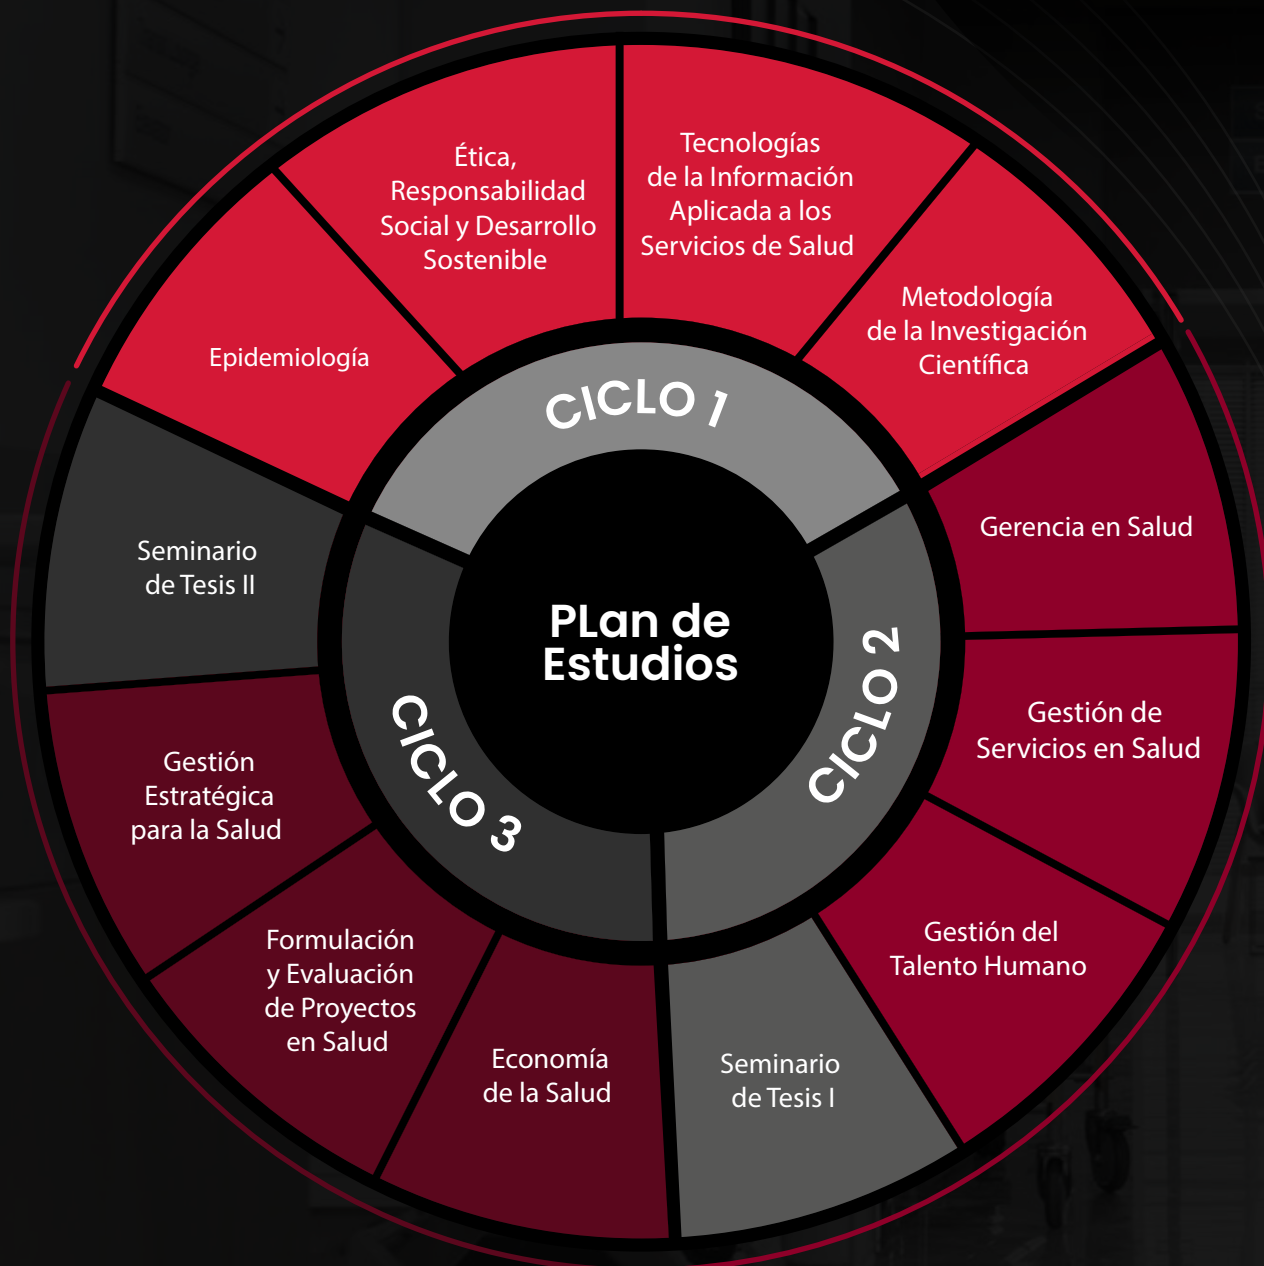 PLan de
Estudios
CICLO 1
Epidemiología
Ética,
Responsabilidad
Social y Desarrollo
Sostenible
Tecnologías
de la Información
Aplicada a los
Servicios de Salud
Metodología
de la Investigación
Científica
CICLO 2
Gerencia en Salud
Gestión de
Servicios en Salud
Gestión del
Talento Humano
Seminario
de Tesis I
CICLO 3
Economía
de la Salud
Formulación
y Evaluación
de Proyectos
en Salud
Gestión
Estratégica
para la Salud
Seminario
de Tesis II